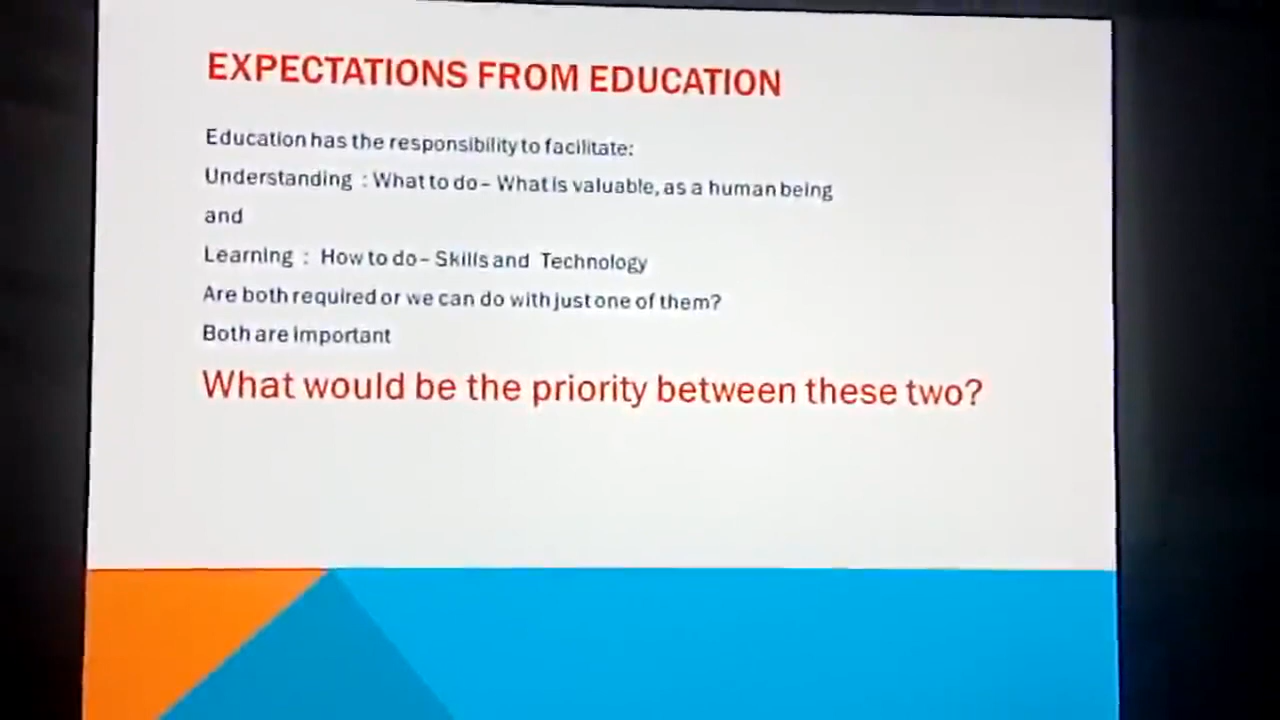 EXPECTATIONS FROM EDUCATION
Education has the responsibility to facilitate:
Understanding : What to do – What is valuable, as a human being
and
Learning : How to do – Skills and Technology
Are both required or we can do with just one of them?
Both are important
What would be the priority between these two?